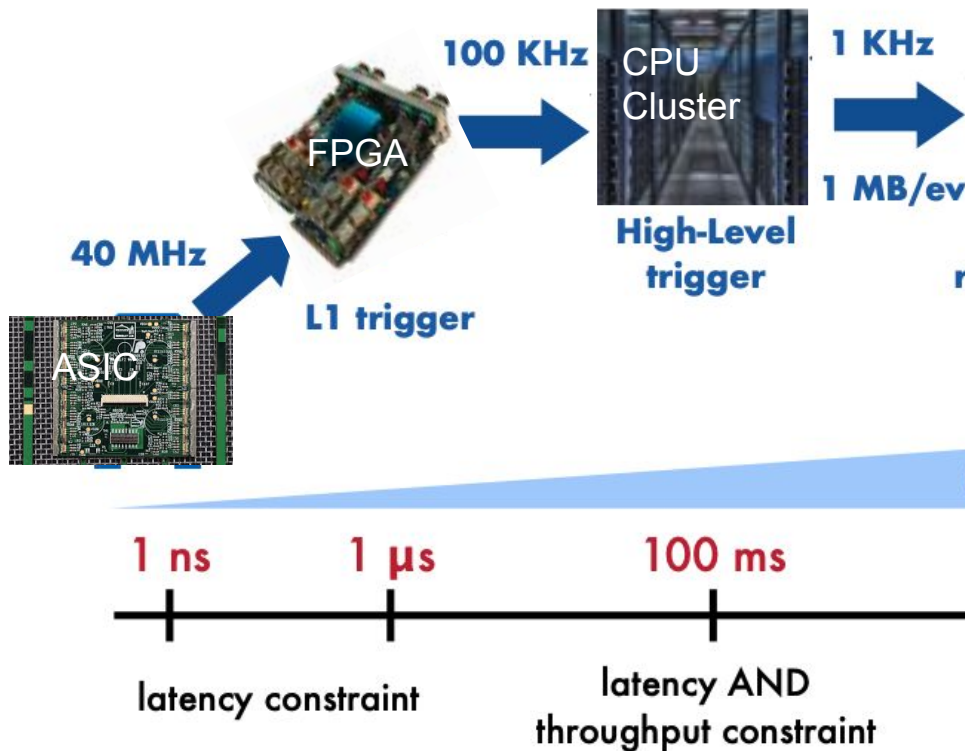 100 KHz
1 KHz
CPU
Cluster
FPGA
1 MB/ev
High-Level
trigger
40 MHz
L1 trigger
ASIC
1 ns
1 μs
100 ms
latency constraint
latency AND
throughput constraint